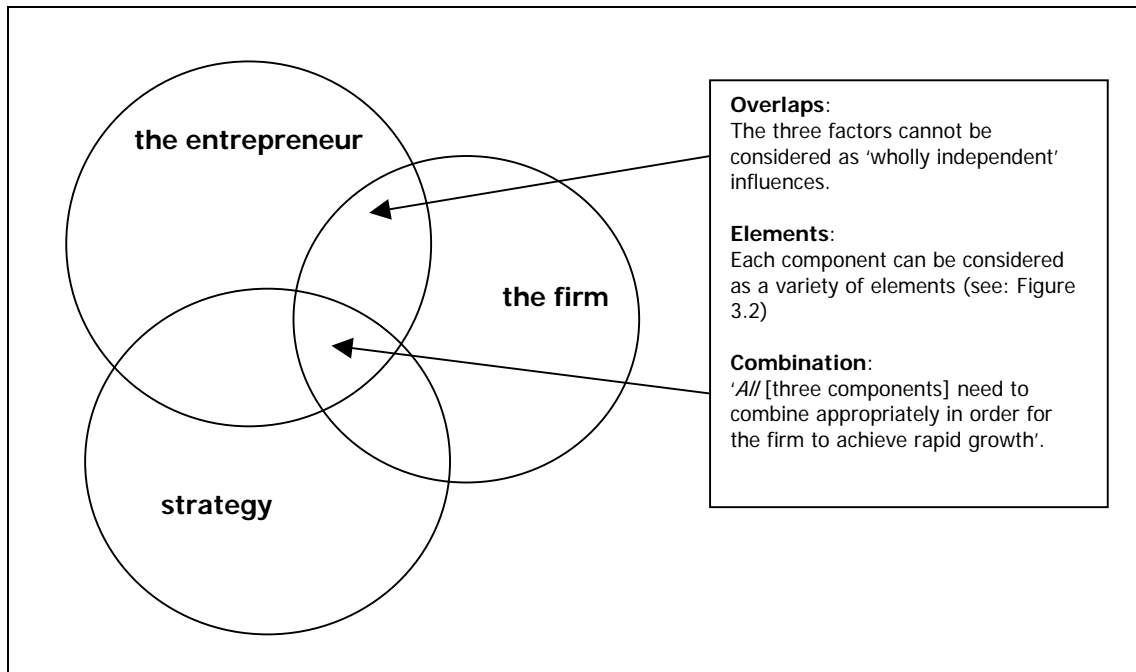 the entrepreneur
the firm
strategy
Overlaps:
The three factors cannot be
considered as ‘wholly independent’
influences.
Elements:
Each component can be considered
as a variety of elements (see: Figure
3.2)
Combination:
‘All [three components] need to
combine appropriately in order for
the firm to achieve rapid growth’.